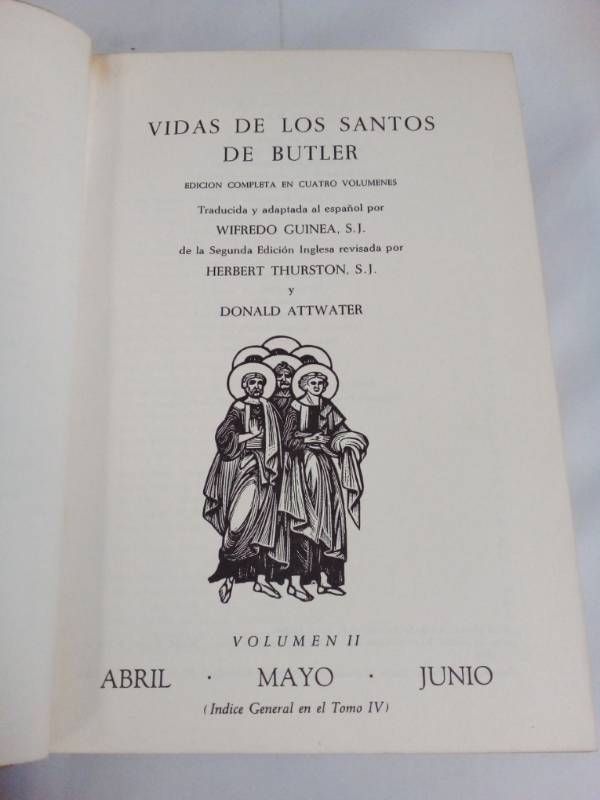 VIDAS DE LOS SANTOS
DE BUTLER
EDICION COMPLETA EN CUATRO VOLUMENES
Traducida y adaptada al español por
WIFREDO GUINEA, S.J.
de la Segunda Edición Inglesa revisada por
HERBERT THURSTON, S.J.
y
DONALD ATTWATER
VOLUMEN II
ABRIL · MAYO · JUNIO
(Indice General en el Tomo IV)